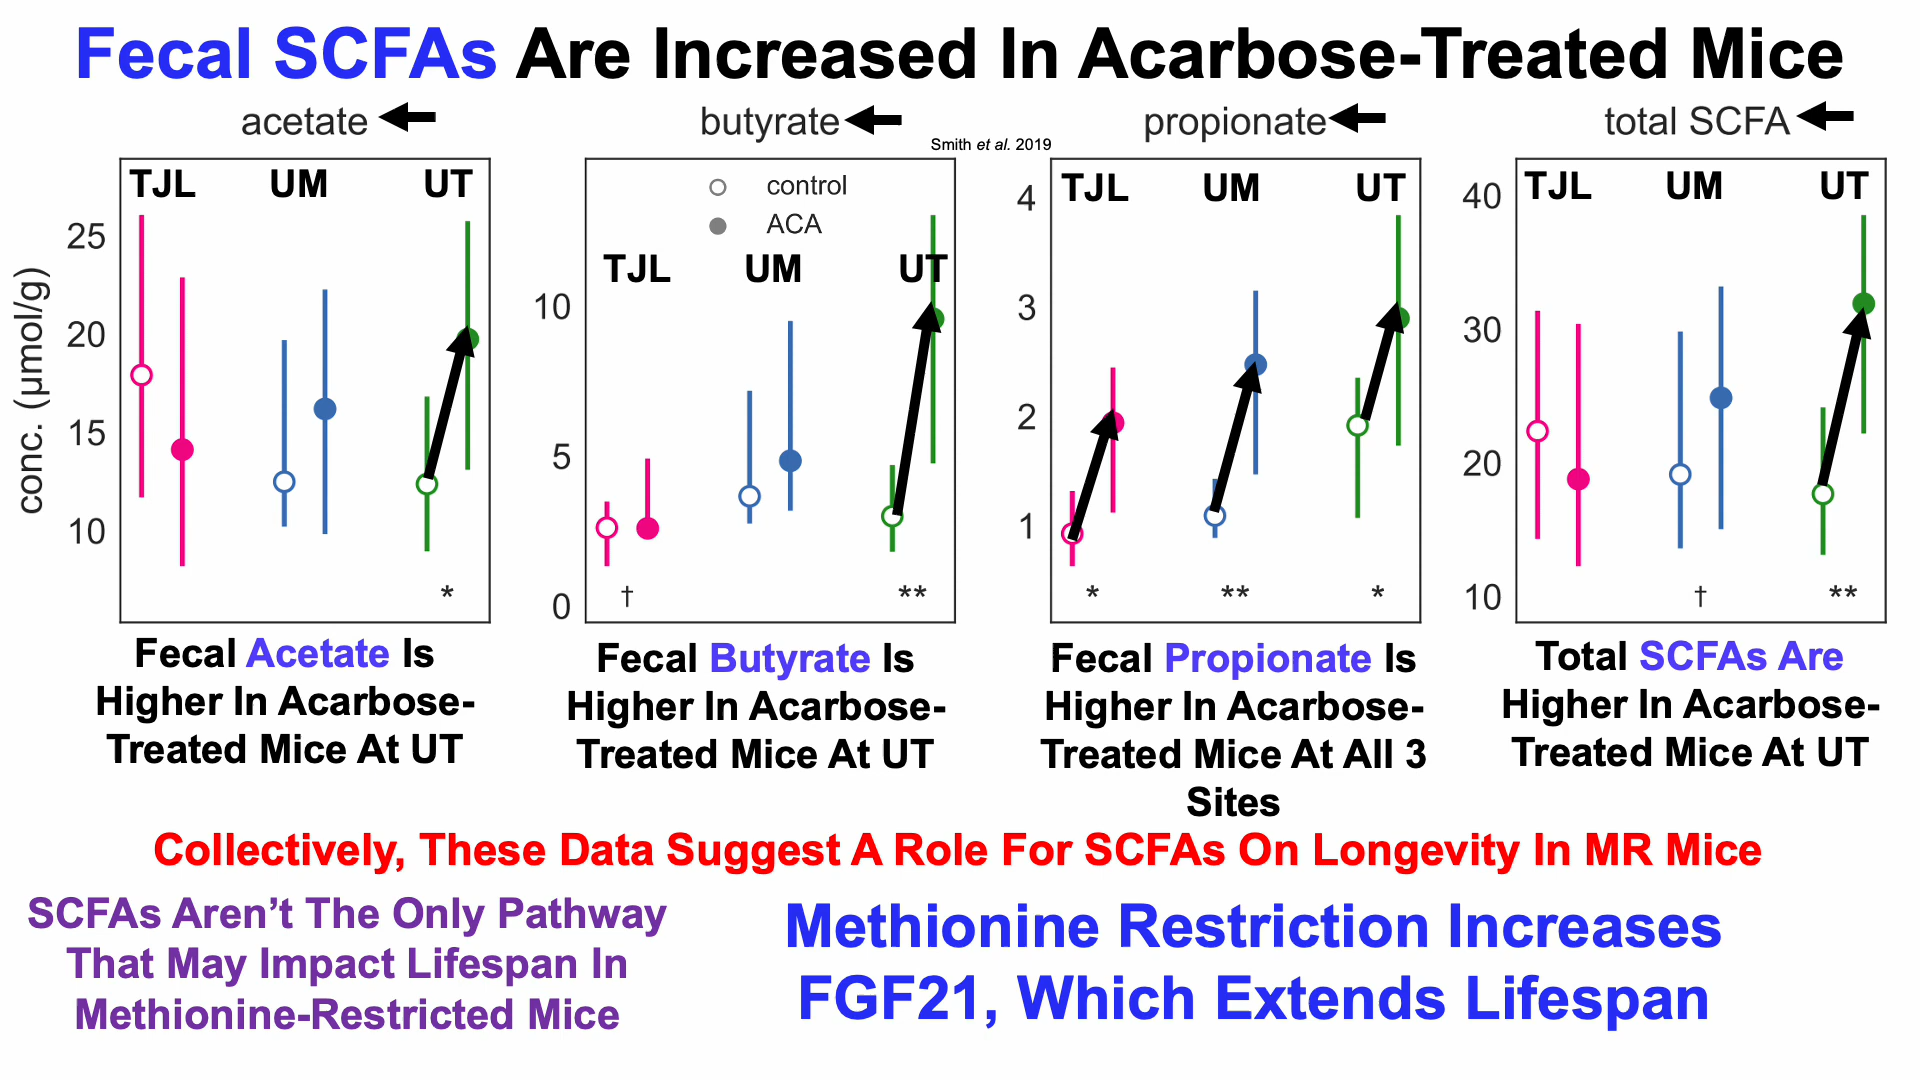 Fecal SCFAs Are Increased In Acarbose-Treated Mice
acetate
butyrate
propionate
total SCFA
Smith et al. 2019
conc. (μmol/g)
25
20
15
10
TJL UM UT
*
10
5
0
control
ACA
TJL UM UT
† **
4
3
2
1
TJL UM UT
* ** *
40
30
20
10
TJL UM UT
† **
Fecal Acetate Is
Higher In Acarbose-
Treated Mice At UT
Fecal Butyrate Is
Higher In Acarbose-
Treated Mice At UT
Fecal Propionate Is
Higher In Acarbose-
Treated Mice At All 3
Sites
Total SCFAs Are
Higher In Acarbose-
Treated Mice At UT
Collectively, These Data Suggest A Role For SCFAs On Longevity In MR Mice
SCFAs Aren’t The Only Pathway
That May Impact Lifespan In
Methionine-Restricted Mice
Methionine Restriction Increases
FGF21, Which Extends Lifespan